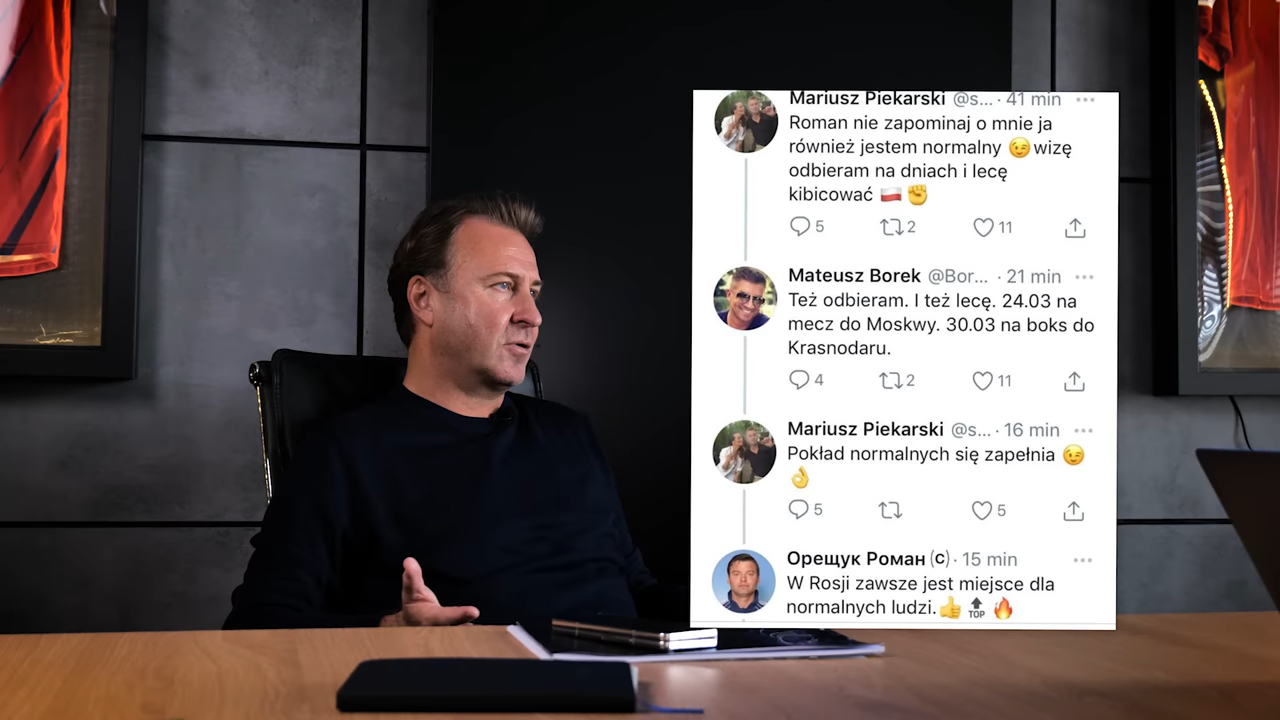 Mariusz Piekarski @s... · 41 min
Roman nie zapominaj o mnie ja
również jestem normalny 😉wizę
odbieram na dniach i lecę
kibicować 🇵🇱✊
5 2 11
Mateusz Borek @Bor... · 21 min
Też odbieram. I też lecę. 24.03 na
mecz do Moskwy. 30.03 na boks do
Krasnodaru.
4 2 11
Mariusz Piekarski @s... · 16 min
Pokład normalnych się zapełnia 😉
👌
5 5
Орещук Роман (C) · 15 min
W Rosji zawsze jest miejsce dla
normalnych ludzi.👍🔝🔥